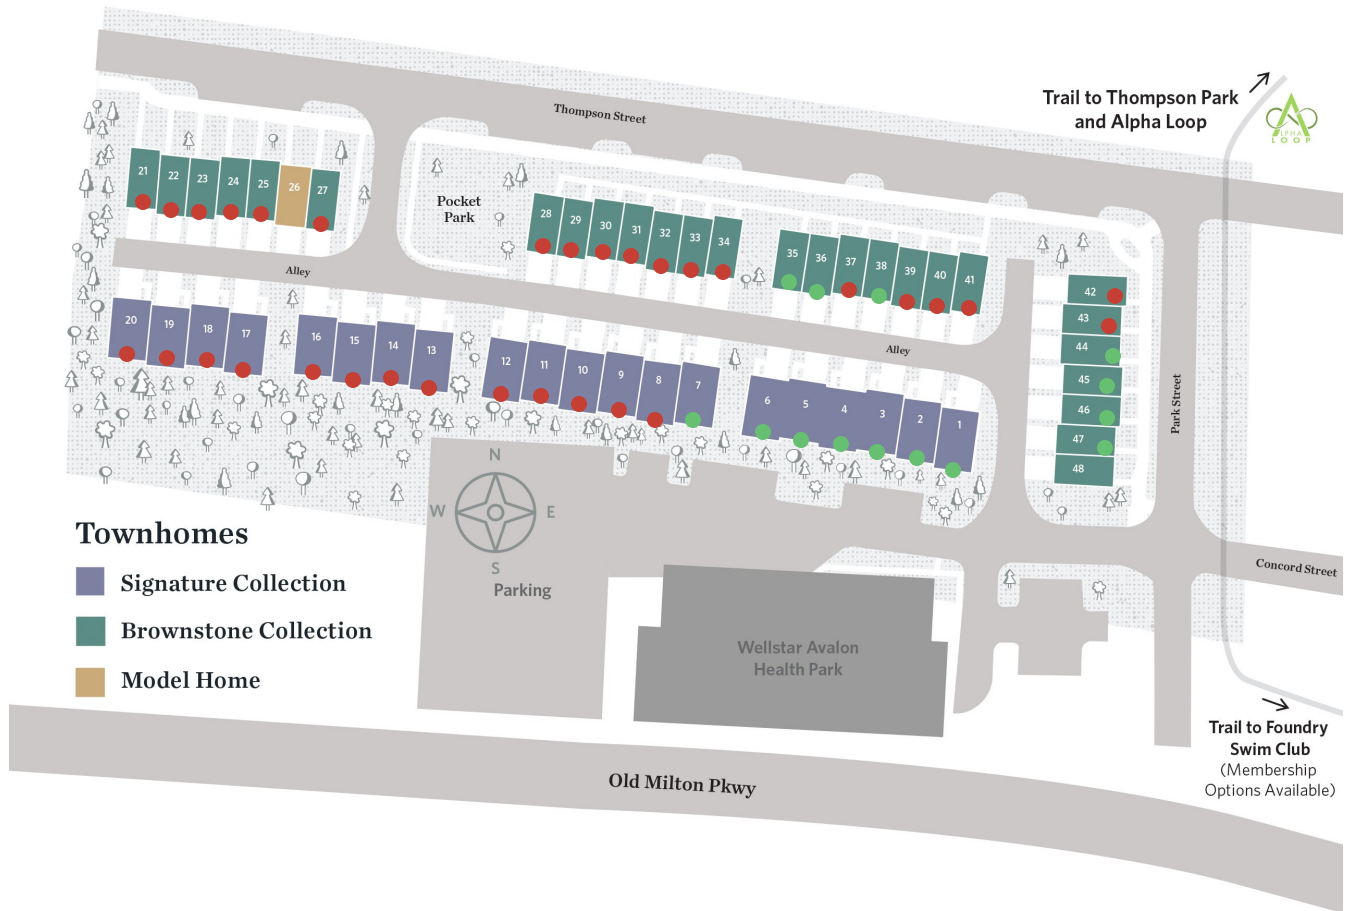 Thompson Street
Trail to Thompson Park
and Alpha Loop
ALPHA
LOOP
21
22
23
24
25
26
27
Pocket
Park
28
29
30
31
32
33
34
35
36
37
38
39
40
41
42
43
44
45
46
47
48
Alley
Alley
20
19
18
17
16
15
14
13
12
11
10
9
8
7
6
5
4
3
2
1
Park Street
N
W
E
S
Parking
Concord Street
Townhomes
Signature Collection
Brownstone Collection
Model Home
Wellstar Avalon
Health Park
Trail to Foundry
Swim Club
(Membership
Options Available)
Old Milton Pkwy